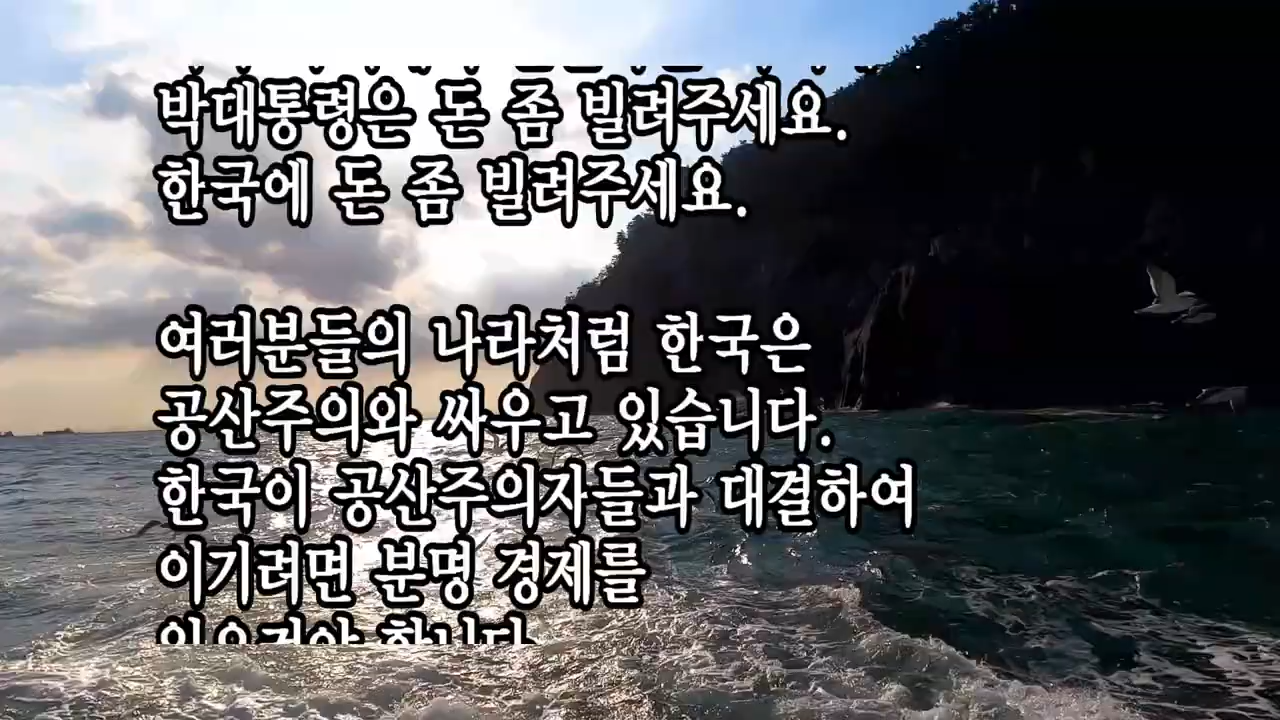 박대통령은 돈 좀 빌려주세요.
한국에 돈 좀 빌려주세요.
여러분들의 나라처럼 한국은
공산주의와 싸우고 있습니다.
한국이 공산주의자들과 대결하여
이기려면 분명 경제를